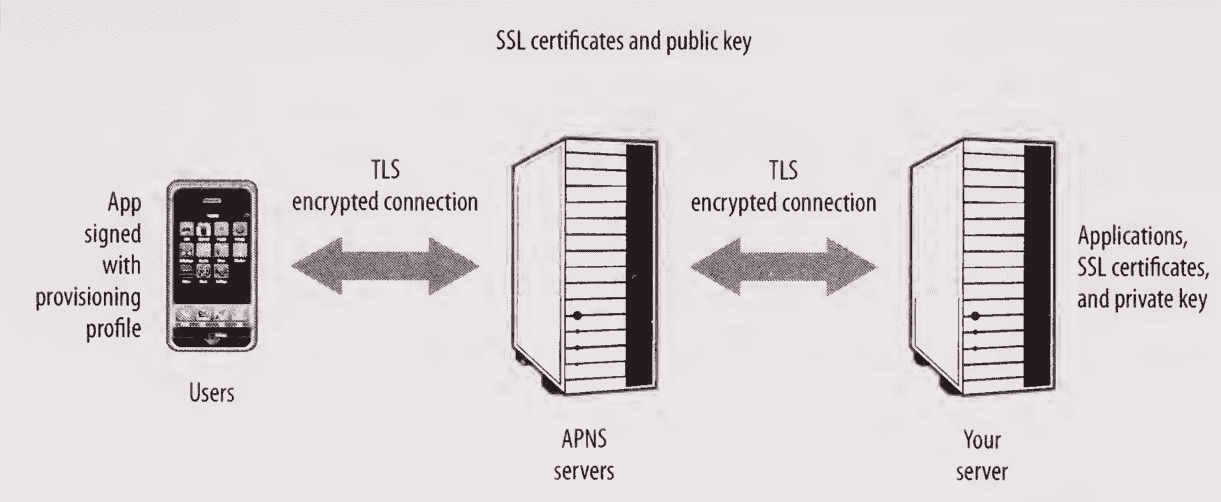 SSL certificates and public key
App
signed
with
provisioning
profile
Users
TLS
encrypted connection
APNS
servers
TLS
encrypted connection
Your
server
Applications,
SSL certificates,
and private key